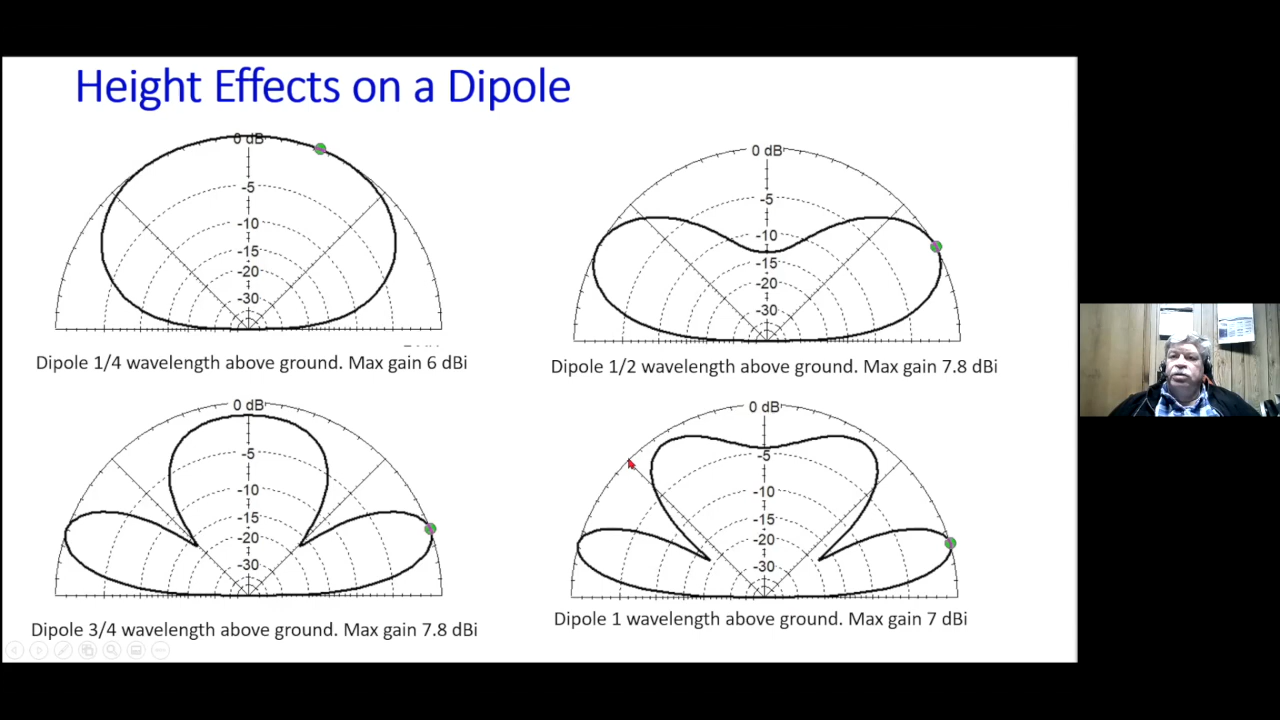 Height Effects on a Dipole
0 dB
-5
-10
-15
-20
-30
Dipole 1/4 wavelength above ground. Max gain 6 dBi
0 dB
-5
-10
-15
-20
-30
Dipole 1/2 wavelength above ground. Max gain 7.8 dBi
0 dB
-5
-10
-15
-20
-30
Dipole 3/4 wavelength above ground. Max gain 7.8 dBi
0 dB
-5
-10
-15
-20
-30
Dipole 1 wavelength above ground. Max gain 7 dBi